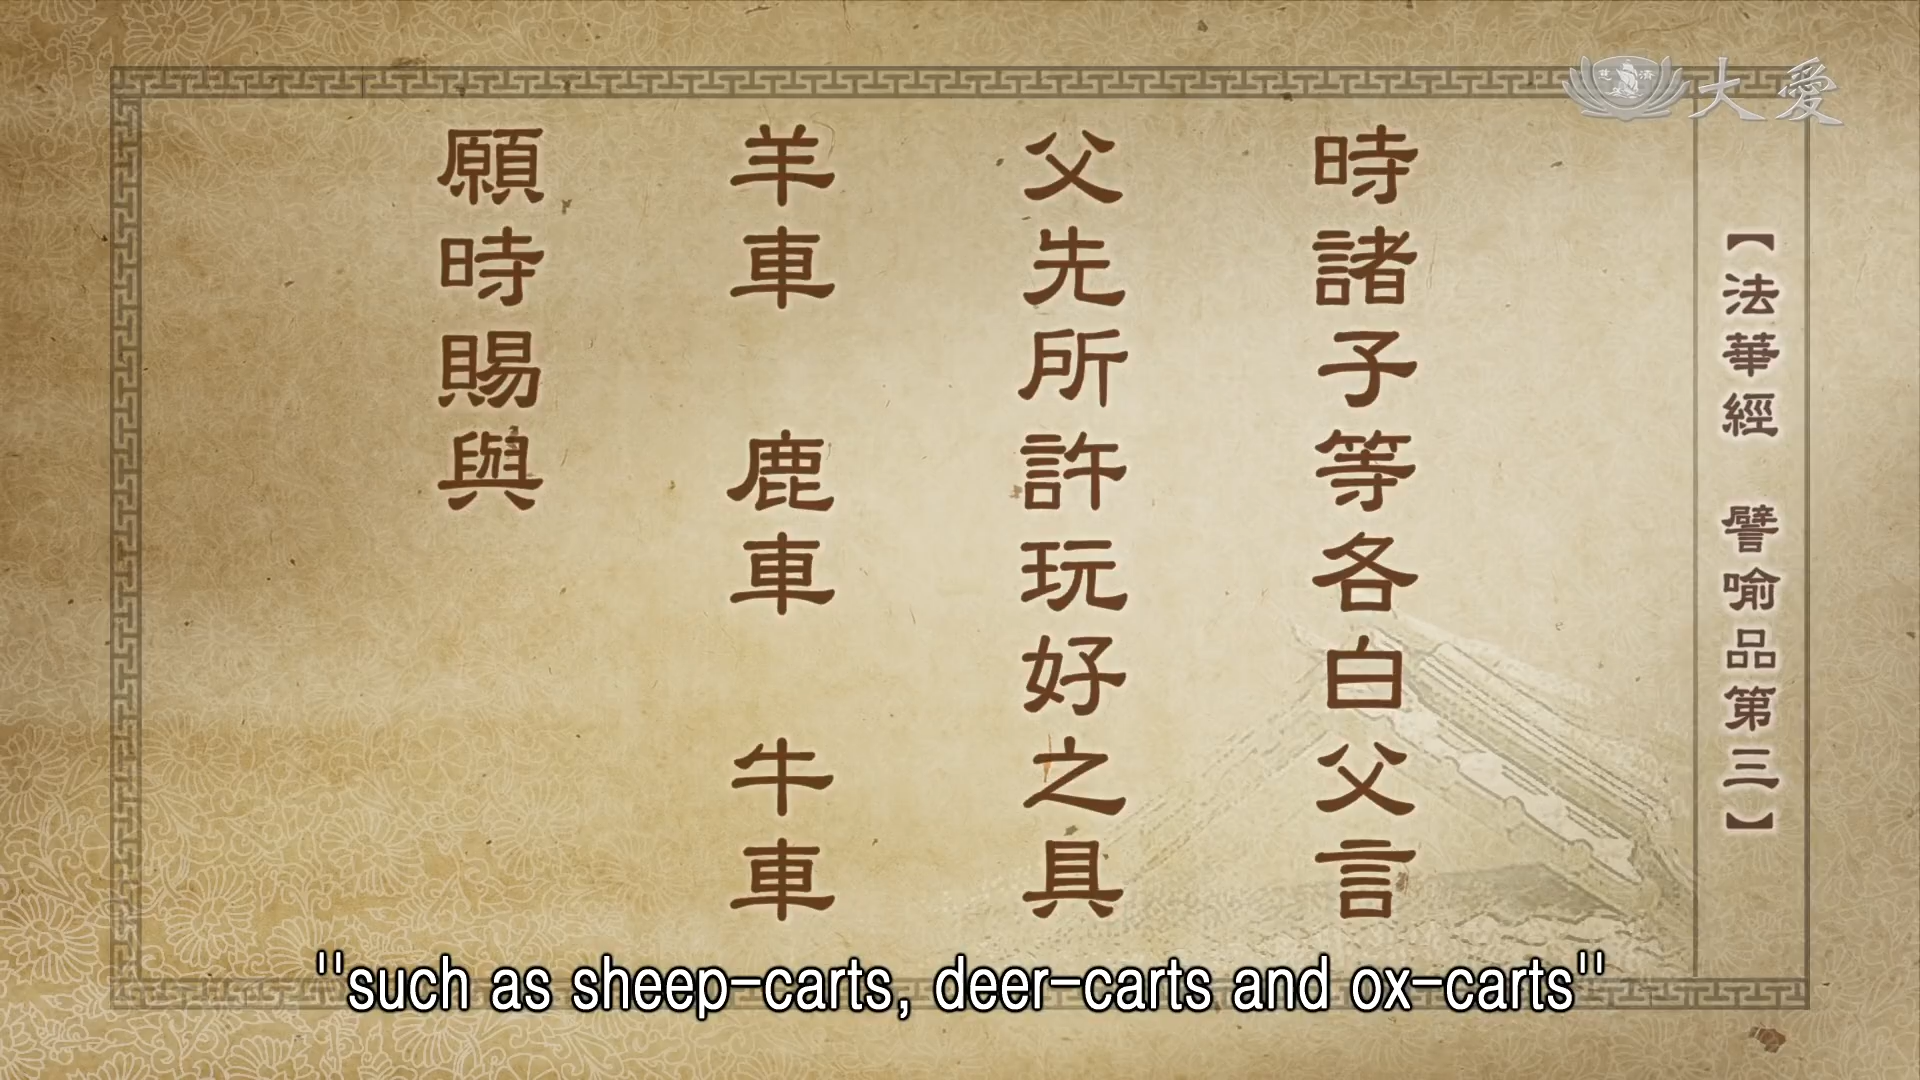 大愛
慈濟
【法華經 譬喻品第三】
時諸子等各白父言
父先所許玩好之具
羊車 鹿車 牛車
願時賜與
"such as sheep-carts, deer-carts and ox-carts"